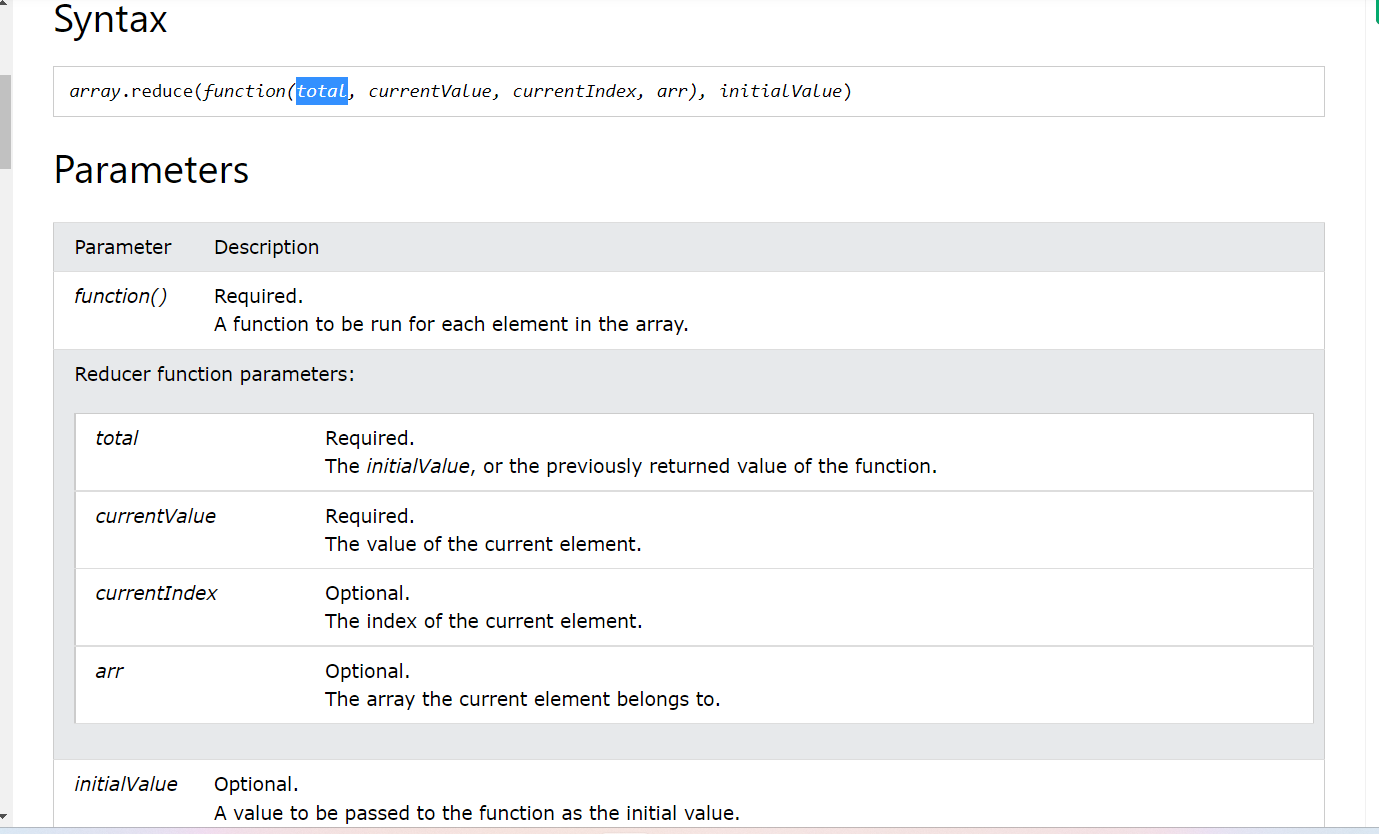 Syntax
array.reduce(function(total, currentValue, currentIndex, arr), initialValue)
Parameters
Parameter Description
function() Required.
A function to be run for each element in the array.
Reducer function parameters:
total Required.
The initialValue, or the previously returned value of the function.
currentValue Required.
The value of the current element.
currentIndex Optional.
The index of the current element.
arr Optional.
The array the current element belongs to.
initialValue Optional.
A value to be passed to the function as the initial value.